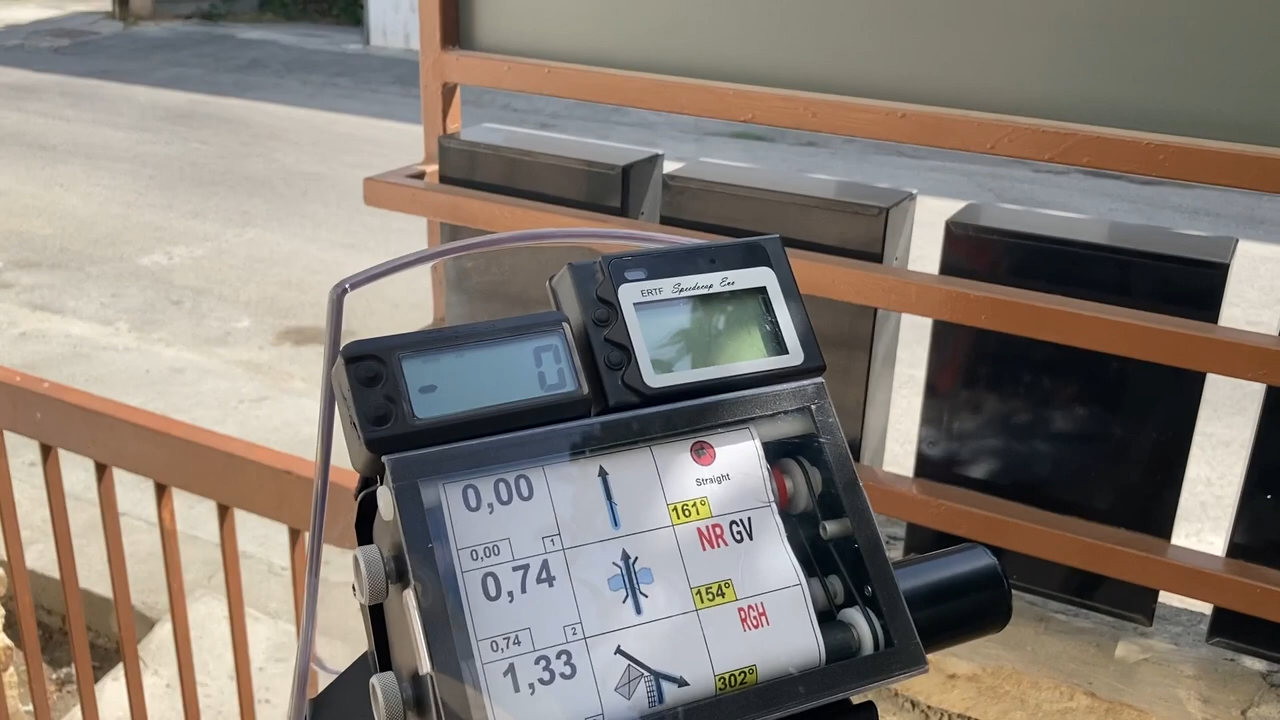 ERTF Speedocap Evo
0
0,00
Straight
161°
0,00
1
0,74
NR GV
154°
0,74
2
1,33
RGH
302°